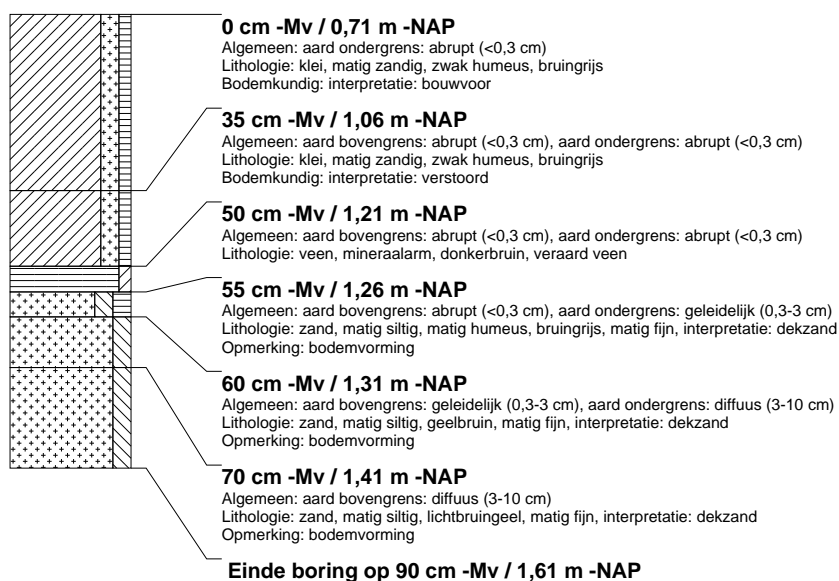 0 cm -Mv / 0,71 m -NAP
Algemeen: aard ondergrens: abrupt (<0,3 cm)
Lithologie: klei, matig zandig, zwak humeus, bruingrijs
Bodemkundig: interpretatie: bouwvoor
35 cm -Mv / 1,06 m -NAP
Algemeen: aard bovengrens: abrupt (<0,3 cm), aard ondergrens: abrupt (<0,3 cm)
Lithologie: klei, matig zandig, zwak humeus, bruingrijs
Bodemkundig: interpretatie: verstoord
50 cm -Mv / 1,21 m -NAP
Algemeen: aard bovengrens: abrupt (<0,3 cm), aard ondergrens: abrupt (<0,3 cm)
Lithologie: veen, mineraalarm, donkerbruin, veraard veen
55 cm -Mv / 1,26 m -NAP
Algemeen: aard bovengrens: abrupt (<0,3 cm), aard ondergrens: geleidelijk (0,3-3 cm)
Lithologie: zand, matig siltig, matig humeus, bruingrijs, matig fijn, interpretatie: dekzand
Opmerking: bodemvorming
60 cm -Mv / 1,31 m -NAP
Algemeen: aard bovengrens: geleidelijk (0,3-3 cm), aard ondergrens: diffuus (3-10 cm)
Lithologie: zand, matig siltig, geelbruin, matig fijn, interpretatie: dekzand
Opmerking: bodemvorming
70 cm -Mv / 1,41 m -NAP
Algemeen: aard bovengrens: diffuus (3-10 cm)
Lithologie: zand, matig siltig, lichtbruingeel, matig fijn, interpretatie: dekzand
Opmerking: bodemvorming
Einde boring op 90 cm -Mv / 1,61 m -NAP